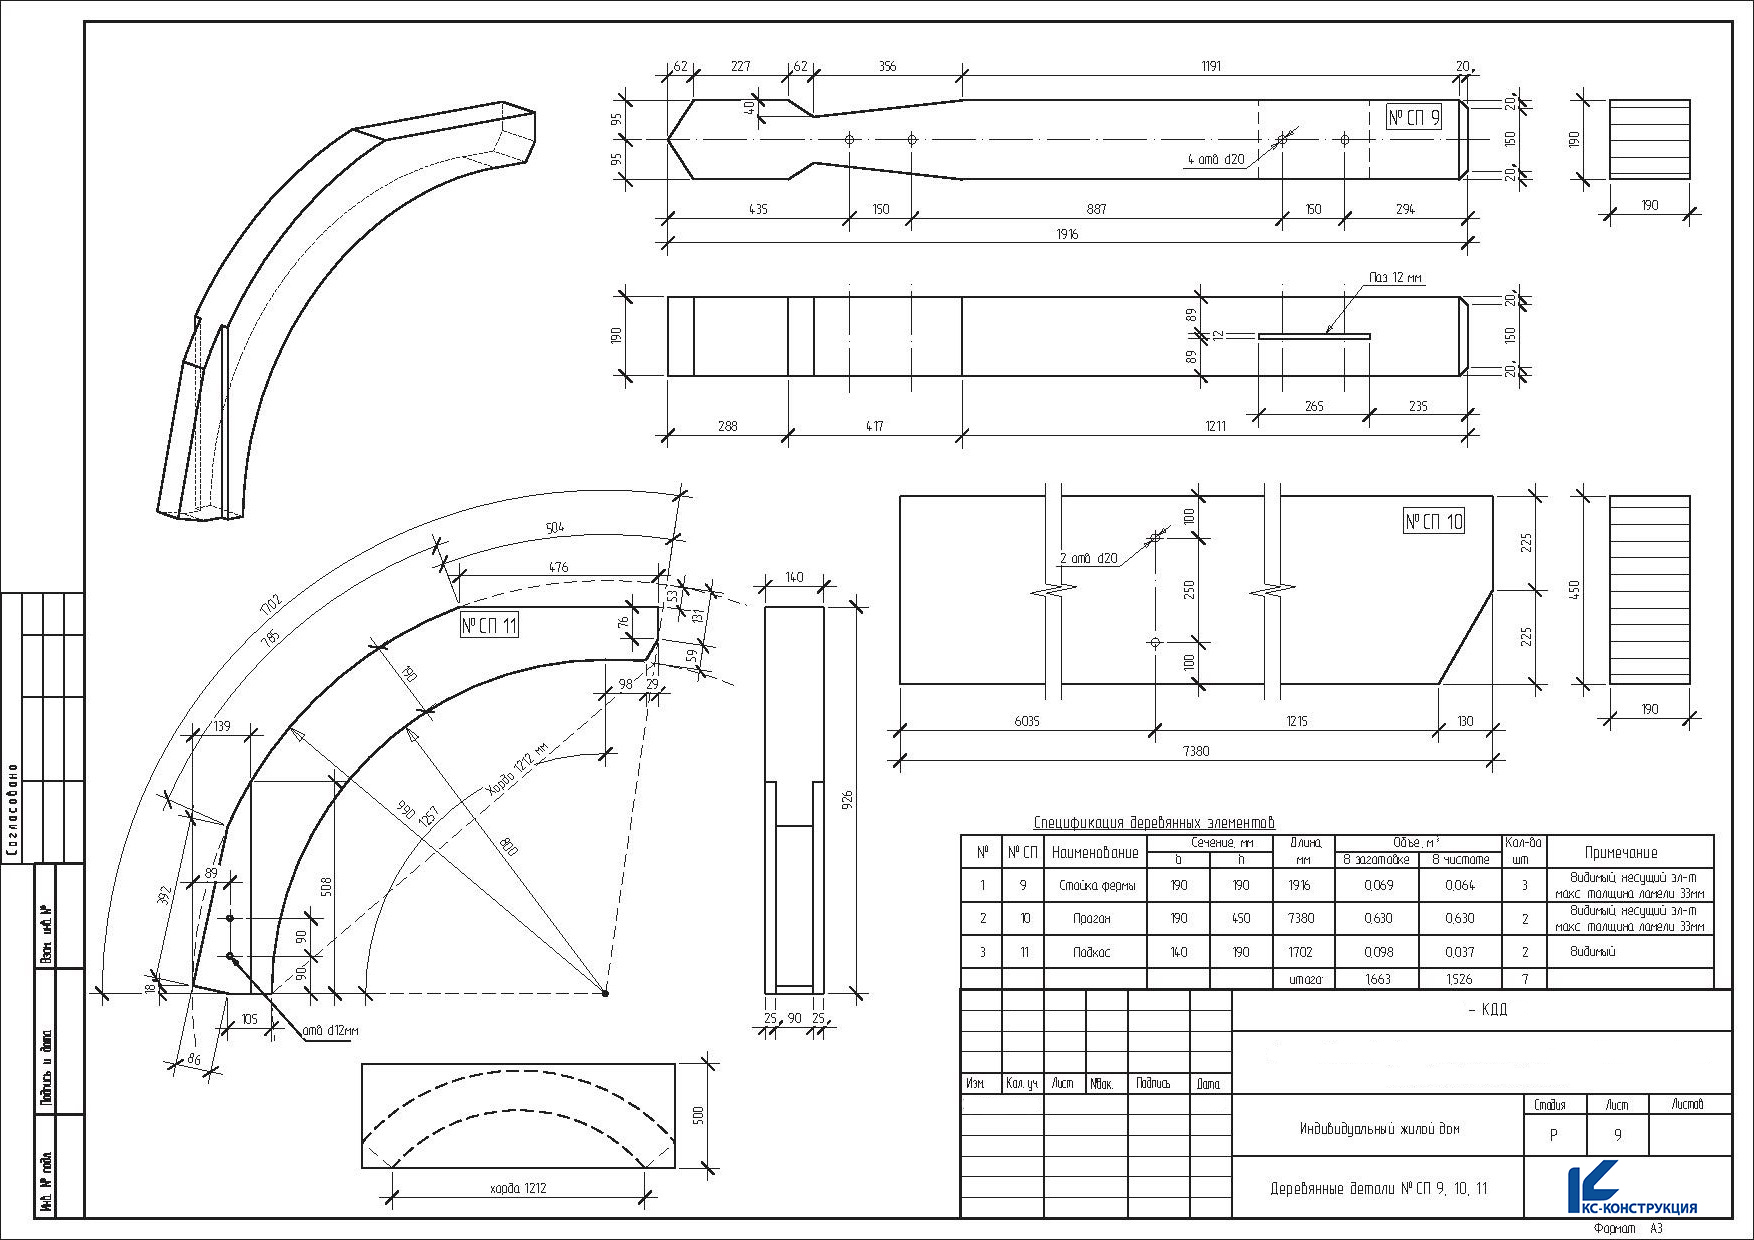 62 227 62 356 1191 20
40
95
95
№ СП 9
4 отв d20
20
150
20
190
190
435 150 887 150 294
1916
Паз 12 мм
190
89
12
89
20
150
20
265 235
288 417 1211
№ СП 10
2 отв d20
100
250
100
225
225
450
190
6035 1215 130
7380
504
476
1702
785
№ СП 11
76
53
131
59
190
98 29
139
Хорда 1212 мм
990
1257
800
508
392
89
90
90
18
105
86
отв d12мм
140
926
25 90 25
500
хорда 1212
Спецификация деревянных элементов
№ № СП Наименование Сечение, мм Длина, мм Объе, м³ Кол-во шт Примечание
b h В заготовке В чистоте
1 9 Стойка фермы 190 190 1916 0,069 0,064 3 Видимый, несущий эл-т макс толщина ламели 33мм
2 10 Прогон 190 450 7380 0,630 0,630 2 Видимый, несущий эл-т макс толщина ламели 33мм
3 11 Подкос 140 190 1702 0,098 0,037 2 Видимый
итого: 1,663 1,526 7
- КДД
Изм. Кол. уч Лист №док. Подпись Дата
Индивидуальный жилой дом
Стадия Лист Листов
Р 9
Деревянные детали № СП 9, 10, 11
КС-КОНСТРУКЦИЯ
Формат А3
Согласовано
Взам. инв. №
Подпись и дата
Инв. № подл.